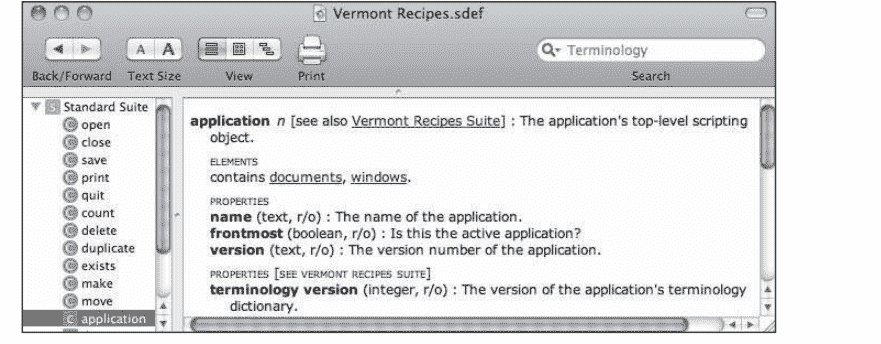 Vermont Recipes.sdef
A A
Terminology
Back/Forward Text Size View Print Search
S Standard Suite
C open
C close
C save
C print
C quit
C count
C delete
C duplicate
C exists
C make
C move
C application
application n [see also Vermont Recipes Suite] : The application's top-level scripting
object.
ELEMENTS
contains documents, windows.
PROPERTIES
name (text, r/o) : The name of the application.
frontmost (boolean, r/o) : Is this the active application?
version (text, r/o) : The version number of the application.
PROPERTIES [SEE VERMONT RECIPES SUITE]
terminology version (integer, r/o) : The version of the application's terminology
dictionary.